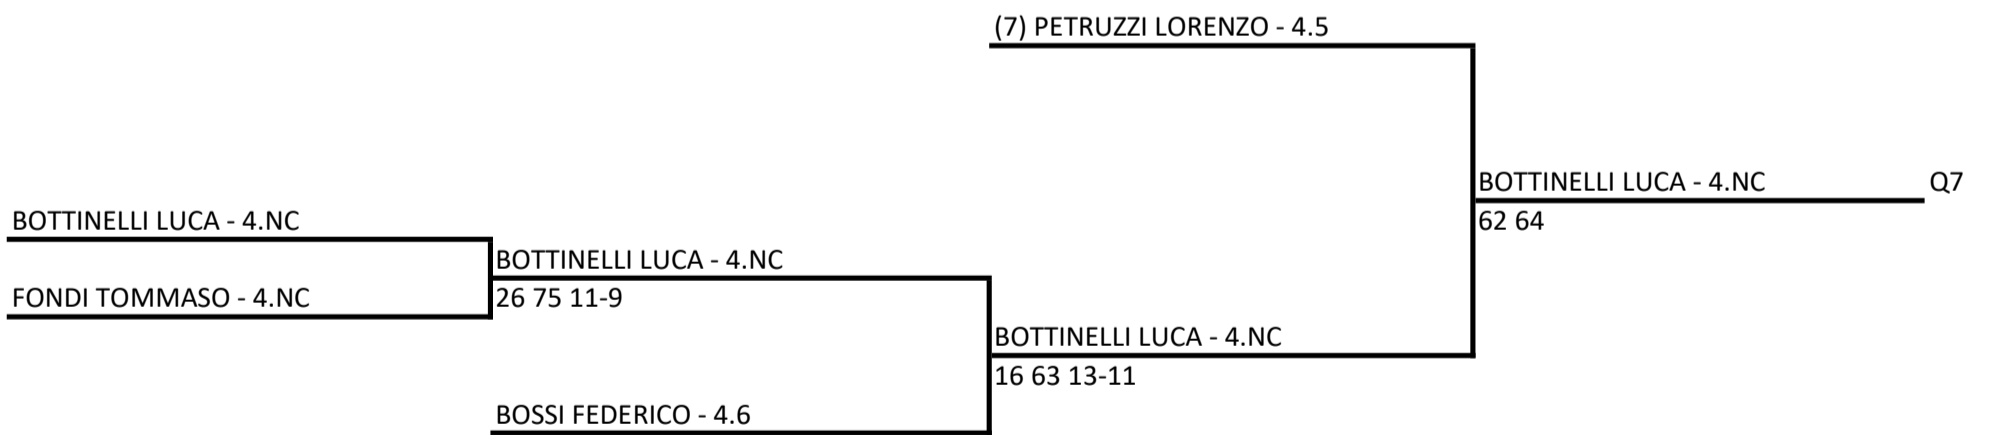 (7) PETRUZZI LORENZO - 4.5
BOTTINELLI LUCA - 4.NC Q7
62 64
BOTTINELLI LUCA - 4.NC
BOTTINELLI LUCA - 4.NC
FONDI TOMMASO - 4.NC
26 75 11-9
BOTTINELLI LUCA - 4.NC
16 63 13-11
BOSSI FEDERICO - 4.6